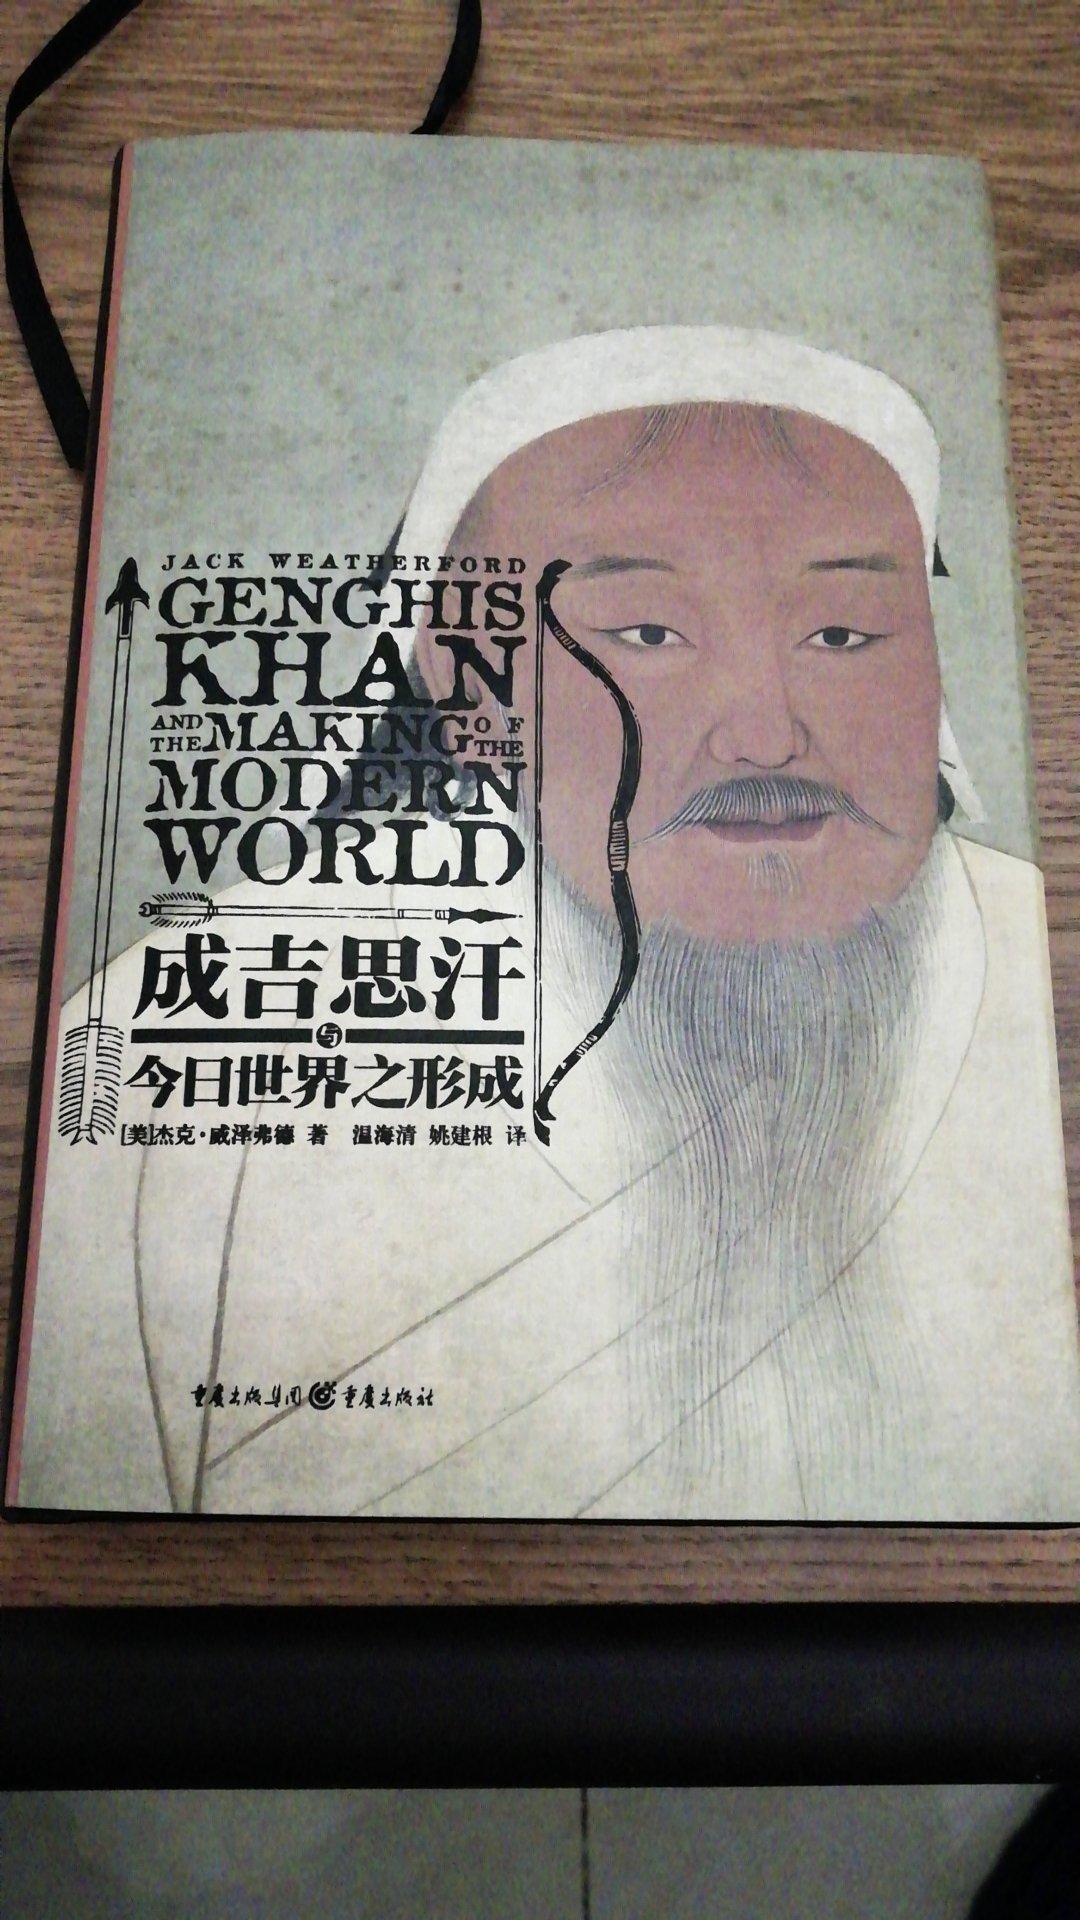 JACK WEATHERFORD
GENGHIS
KHAN
AND THE MAKING OF THE
MODERN
WORLD
成吉思汗
与
今日世界之形成
[美]杰克·威泽弗德 著 温海清 姚建根 译
重庆出版集团 重庆出版社